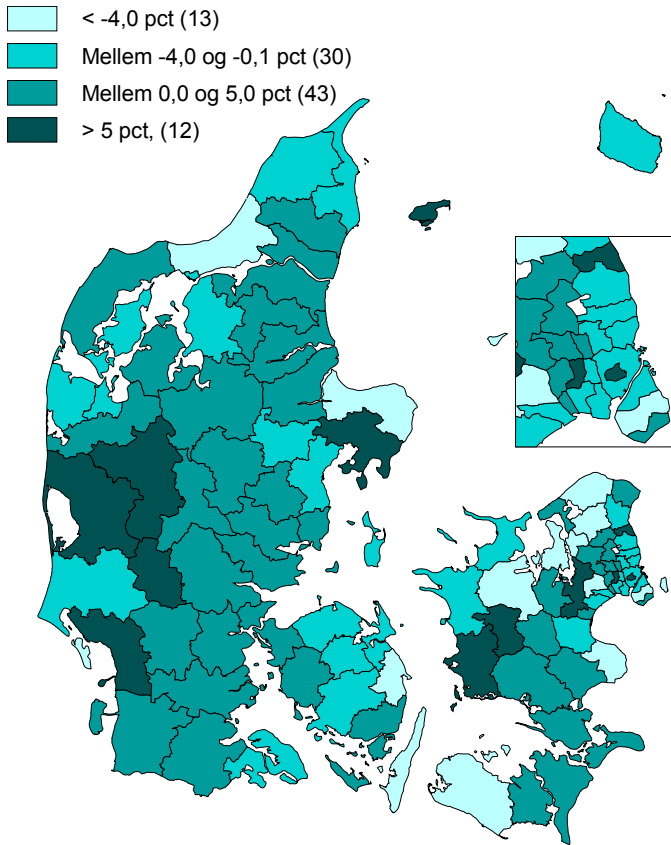 < -4,0 pct (13)
Mellem -4,0 og -0,1 pct (30)
Mellem 0,0 og 5,0 pct (43)
> 5 pct, (12)